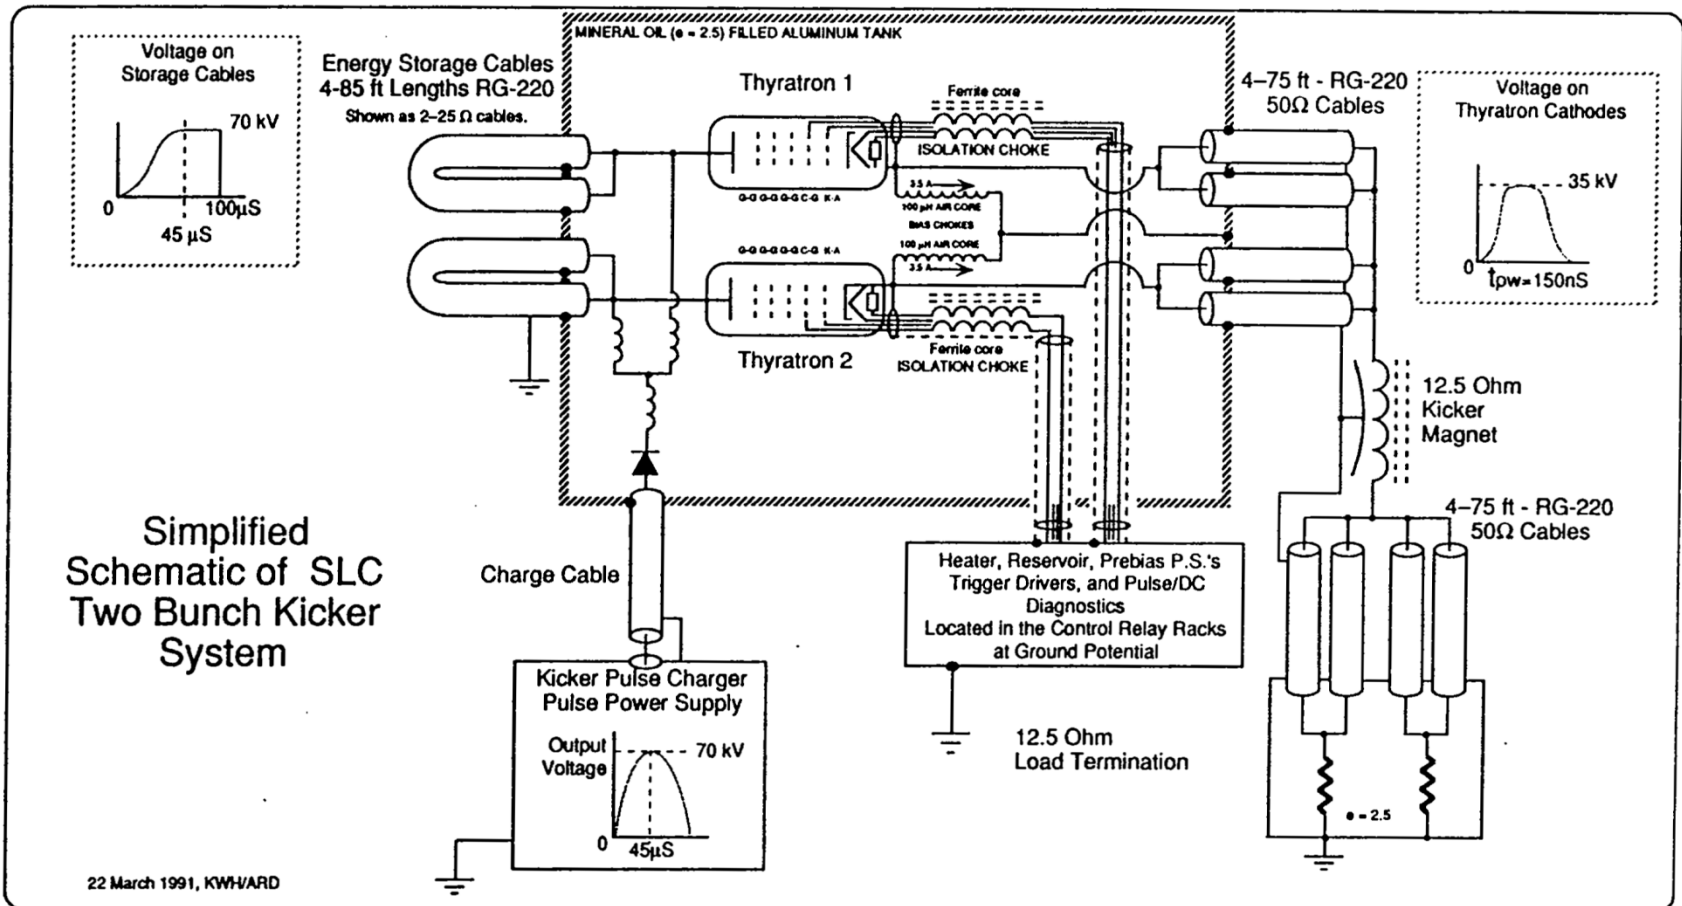 MINERAL OIL (e = 2.5) FILLED ALUMINUM TANK
Voltage on
Storage Cables
70 kV
0
100µS
45 µS
Energy Storage Cables
4-85 ft Lengths RG-220
Shown as 2–25 Ω cables.
Thyratron 1
Ferrite core
ISOLATION CHOKE
G-G G-G G-G C-G K-A
3.5 A
100 µH AIR CORE
BIAS CHOKES
100 µH AIR CORE
3.5 A
G-G G-G G-G C-G K-A
Thyratron 2
Ferrite core
ISOLATION CHOKE
4–75 ft - RG-220
50Ω Cables
Voltage on
Thyratron Cathodes
35 kV
0
tpw=150nS
12.5 Ohm
Kicker
Magnet
4–75 ft - RG-220
50Ω Cables
Simplified
Schematic of SLC
Two Bunch Kicker
System
Charge Cable
Heater, Reservoir, Prebias P.S.'s
Trigger Drivers, and Pulse/DC
Diagnostics
Located in the Control Relay Racks
at Ground Potential
Kicker Pulse Charger
Pulse Power Supply
Output
Voltage
70 kV
0
45µS
12.5 Ohm
Load Termination
e = 2.5
22 March 1991, KWH/ARD